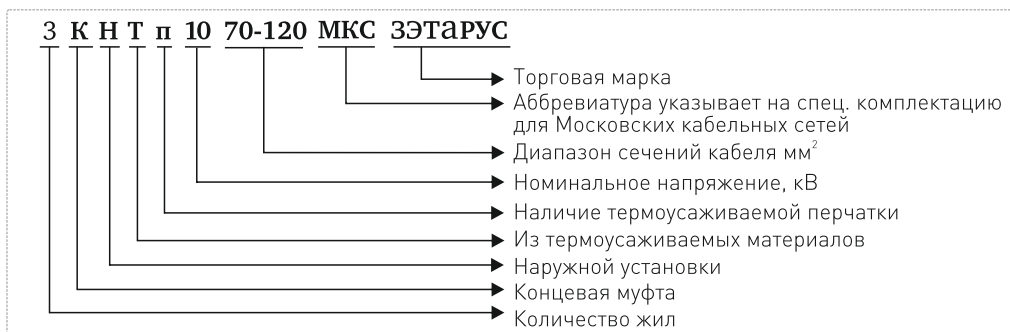 3 К Н Т п 10 70-120 МКС ЗЭТАРУС
Торговая марка
Аббревиатура указывает на спец. комплектацию
для Московских кабельных сетей
Диапазон сечений кабеля мм²
Номинальное напряжение, кВ
Наличие термоусаживаемой перчатки
Из термоусаживаемых материалов
Наружной установки
Концевая муфта
Количество жил